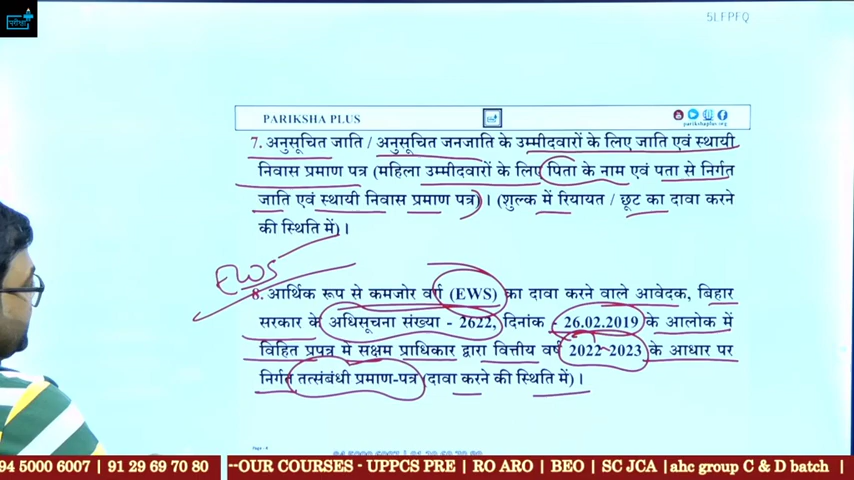 परीक्षा
5LFPFQ
PARIKSHA PLUS
parikshaplus.org
7. अनुसूचित जाति / अनुसूचित जनजाति के उम्मीदवारों के लिए जाति एवं स्थायी
निवास प्रमाण पत्र (महिला उम्मीदवारों के लिए पिता के नाम एवं पता से निर्गत
जाति एवं स्थायी निवास प्रमाण पत्र)। (शुल्क में रियायत / छूट का दावा करने
की स्थिति में)।
EWS
8. आर्थिक रूप से कमजोर वर्ग (EWS) का दावा करने वाले आवेदक, बिहार
सरकार के अधिसूचना संख्या - 2622, दिनांक - 26.02.2019 के आलोक में
विहित प्रपत्र मे सक्षम प्राधिकार द्वारा वित्तीय वर्ष 2022-2023 के आधार पर
निर्गत तत्संबंधी प्रमाण-पत्र (दावा करने की स्थिति में)।
94 5000 6007 | 91 29 69 70 80 --OUR COURSES - UPPCS PRE | RO ARO | BEO | SC JCA |ahc group C & D batch |